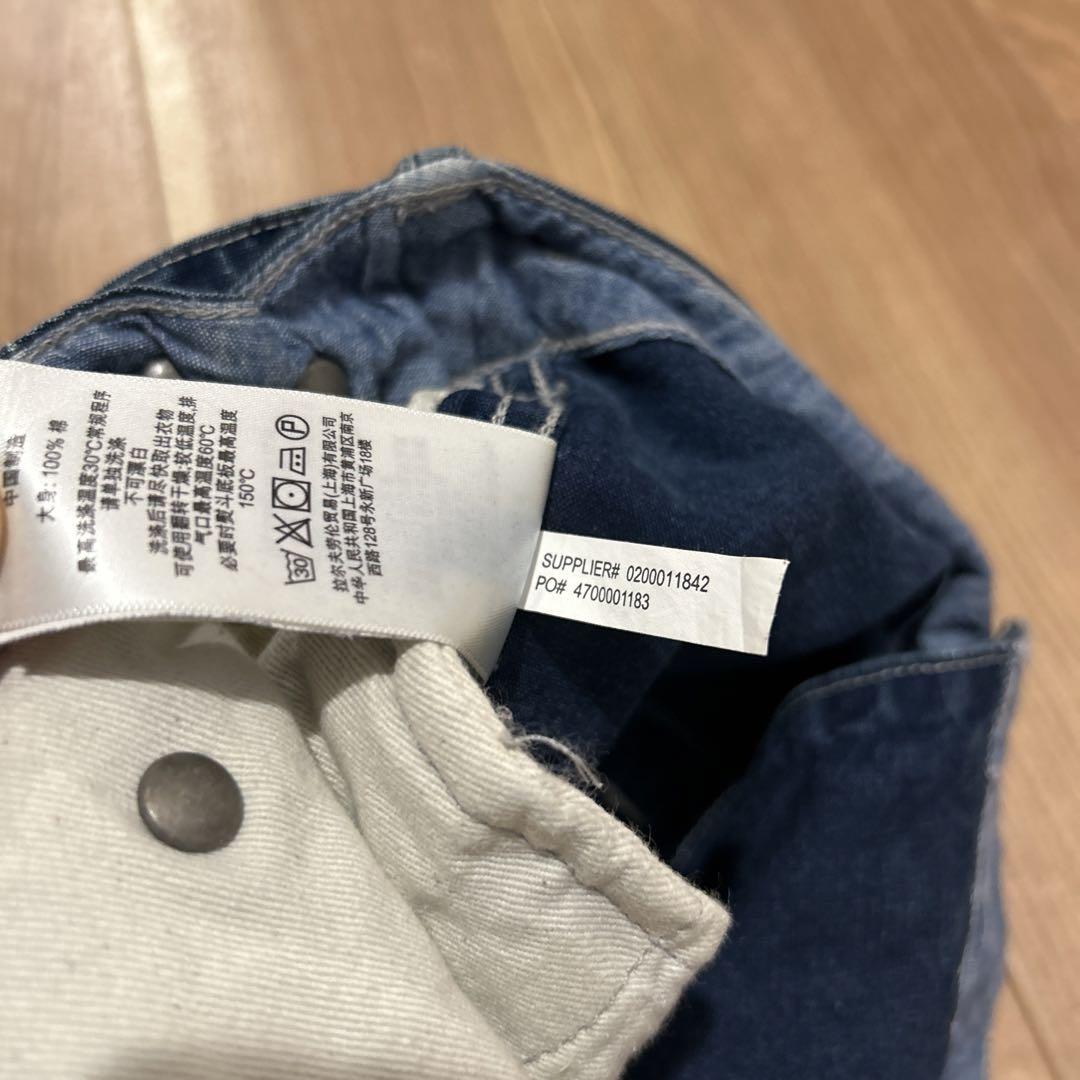 中国制造
大身: 100% 棉
最高洗涤温度30℃常规程序
请单独洗涤
不可漂白
洗涤后请尽快取出衣物
可使用翻转干燥,较低温度,排
气口最高温度60℃
必要时熨斗底板最高温度
150℃
30
P
拉尔夫劳伦贸易(上海)有限公司
中华人民共和国上海市黄浦区南京
西路128号永新广场18楼
SUPPLIER# 0200011842
PO# 4700001183